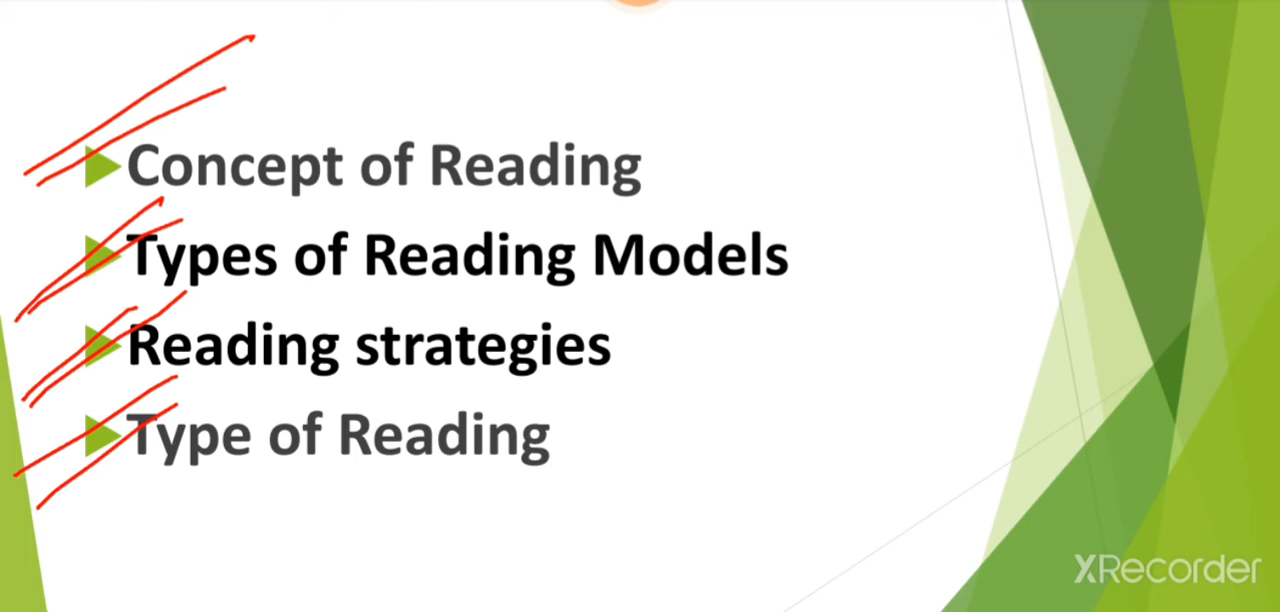 Concept of Reading
Types of Reading Models
Reading strategies
Type of Reading
XRecorder